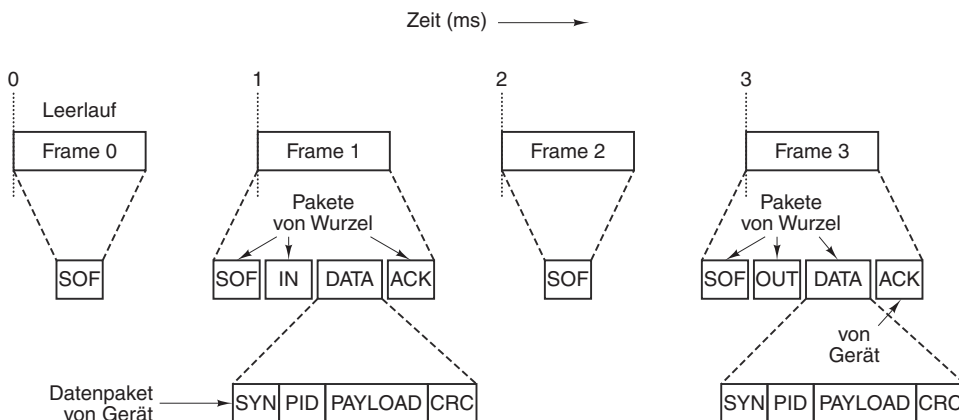 Zeit (ms)
0 1 2 3
Leerlauf
Frame 0 Frame 1 Frame 2 Frame 3
Pakete
von Wurzel
Pakete
von Wurzel
SOF SOF IN DATA ACK SOF SOF OUT DATA ACK
von
Gerät
Datenpaket
von Gerät
SYN PID PAYLOAD CRC SYN PID PAYLOAD CRC